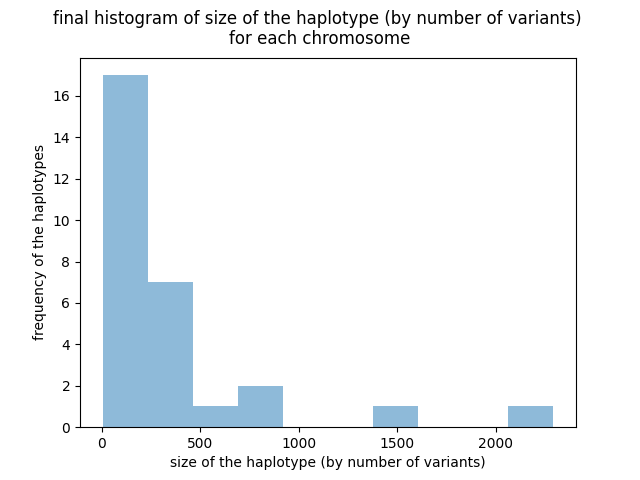 final histogram of size of the haplotype (by number of variants)
for each chromosome
16
14
12
10
8
6
4
2
0
frequency of the haplotypes
0 500 1000 1500 2000
size of the haplotype (by number of variants)